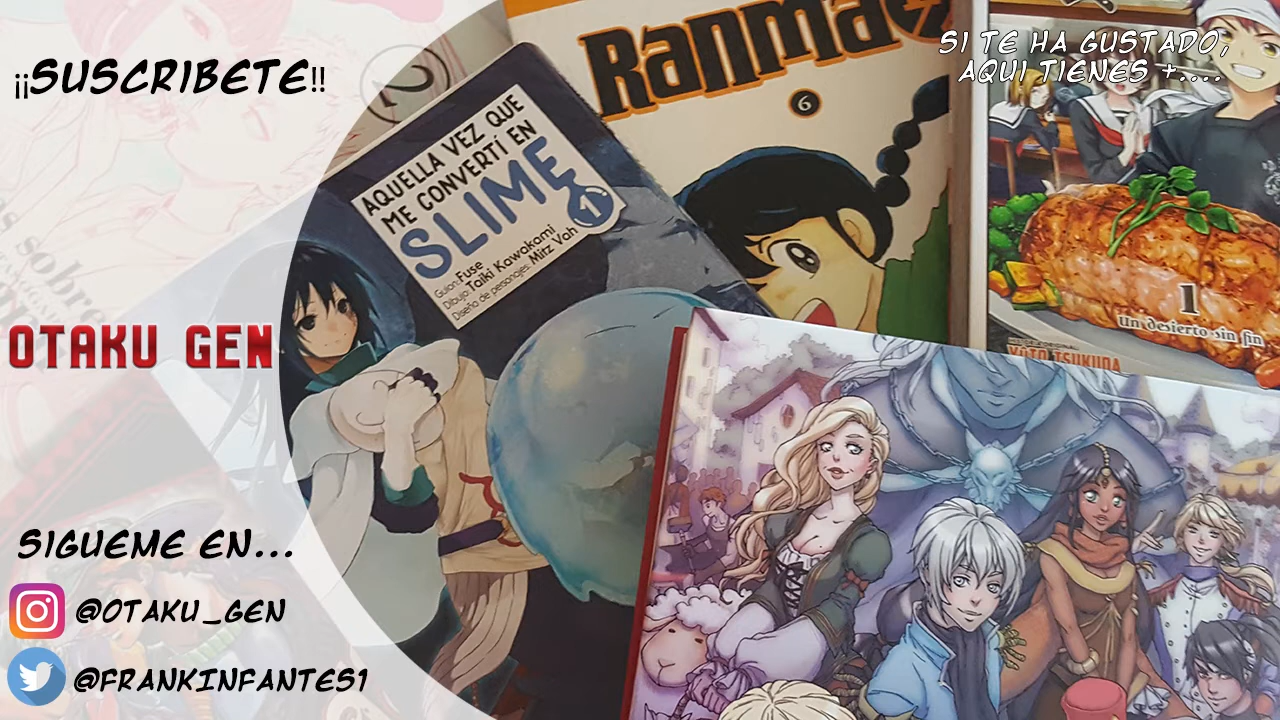 ¡¡SUSCRIBETE!!
OTAKU GEN
SIGUEME EN...
@OTAKU_GEN
@FRANKINFANTES1
SI TE HA GUSTADO,
AQUI TIENES +....
Ranma
6
AQUELLA VEZ QUE
ME CONVERTÍ EN
SLIME
1
Guion: Fuse
Dibujo: Taiki Kawakami
Diseño de personajes: Mitz Vah
1
Un desierto sin fin
YUTO TSUKUDA
sobre